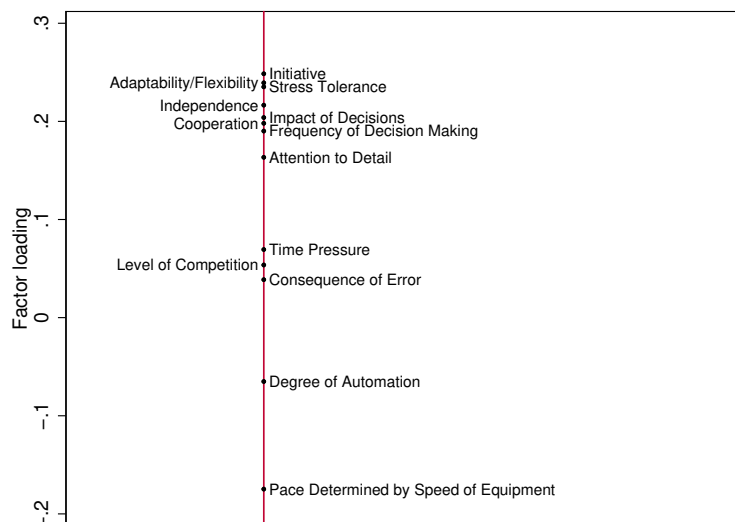 .3
Initiative
Adaptability/Flexibility
Stress Tolerance
Independence
Impact of Decisions
.2
Cooperation
Frequency of Decision Making
Attention to Detail
.1
Time Pressure
Level of Competition
Consequence of Error
Factor loading
0
Degree of Automation
-.1
Pace Determined by Speed of Equipment
-.2